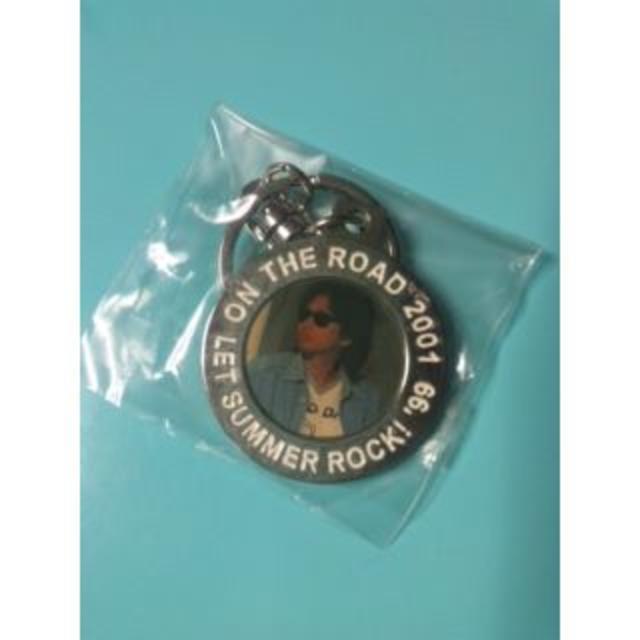 ON THE ROAD 2001
LET SUMMER ROCK! '99